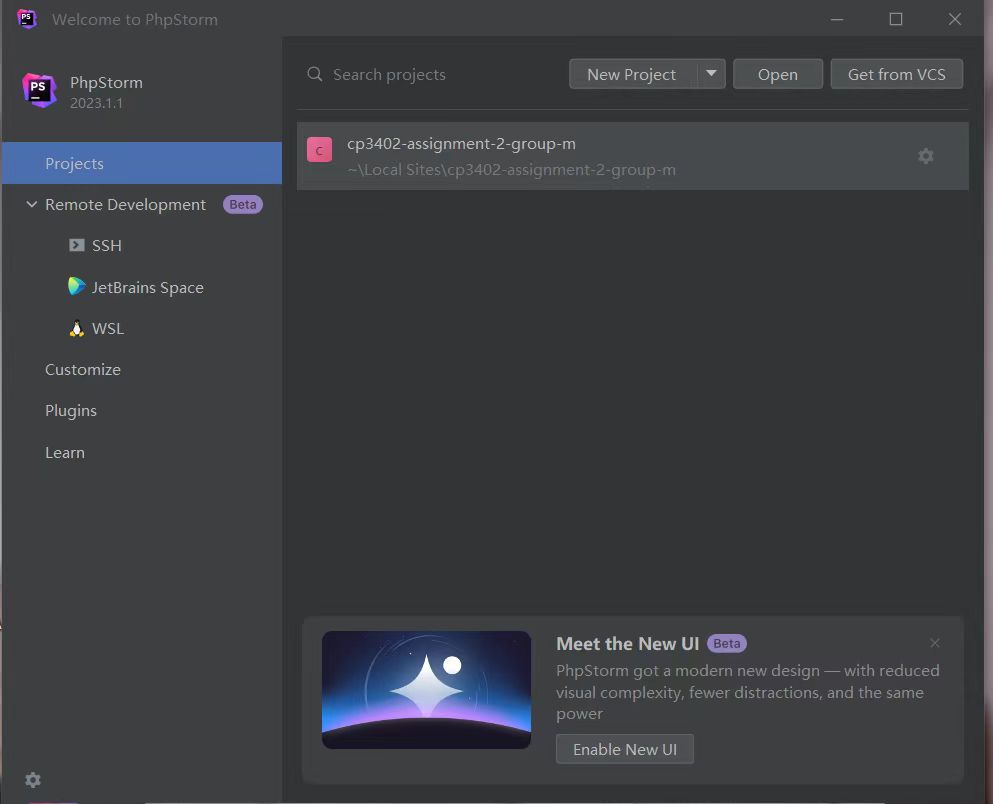 PS Welcome to PhpStorm
PS PhpStorm
2023.1.1
Projects
Remote Development Beta
SSH
JetBrains Space
WSL
Customize
Plugins
Learn
Search projects
New Project
Open
Get from VCS
C
cp3402-assignment-2-group-m
~\Local Sites\cp3402-assignment-2-group-m
Meet the New UI Beta
PhpStorm got a modern new design — with reduced
visual complexity, fewer distractions, and the same
power
Enable New UI